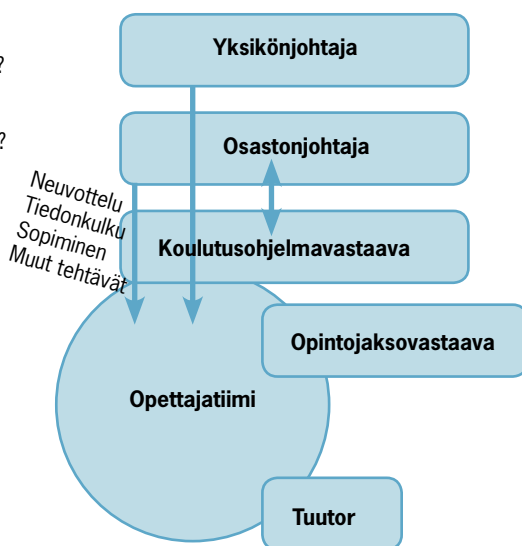 Yksikönjohtaja
?
Osastonjohtaja
?
Neuvottelu
Tiedonkulku
Sopiminen
Muut tehtävät
Koulutusohjelmavastaava
Opintojaksovastaava
Opettajatiimi
Tuutor